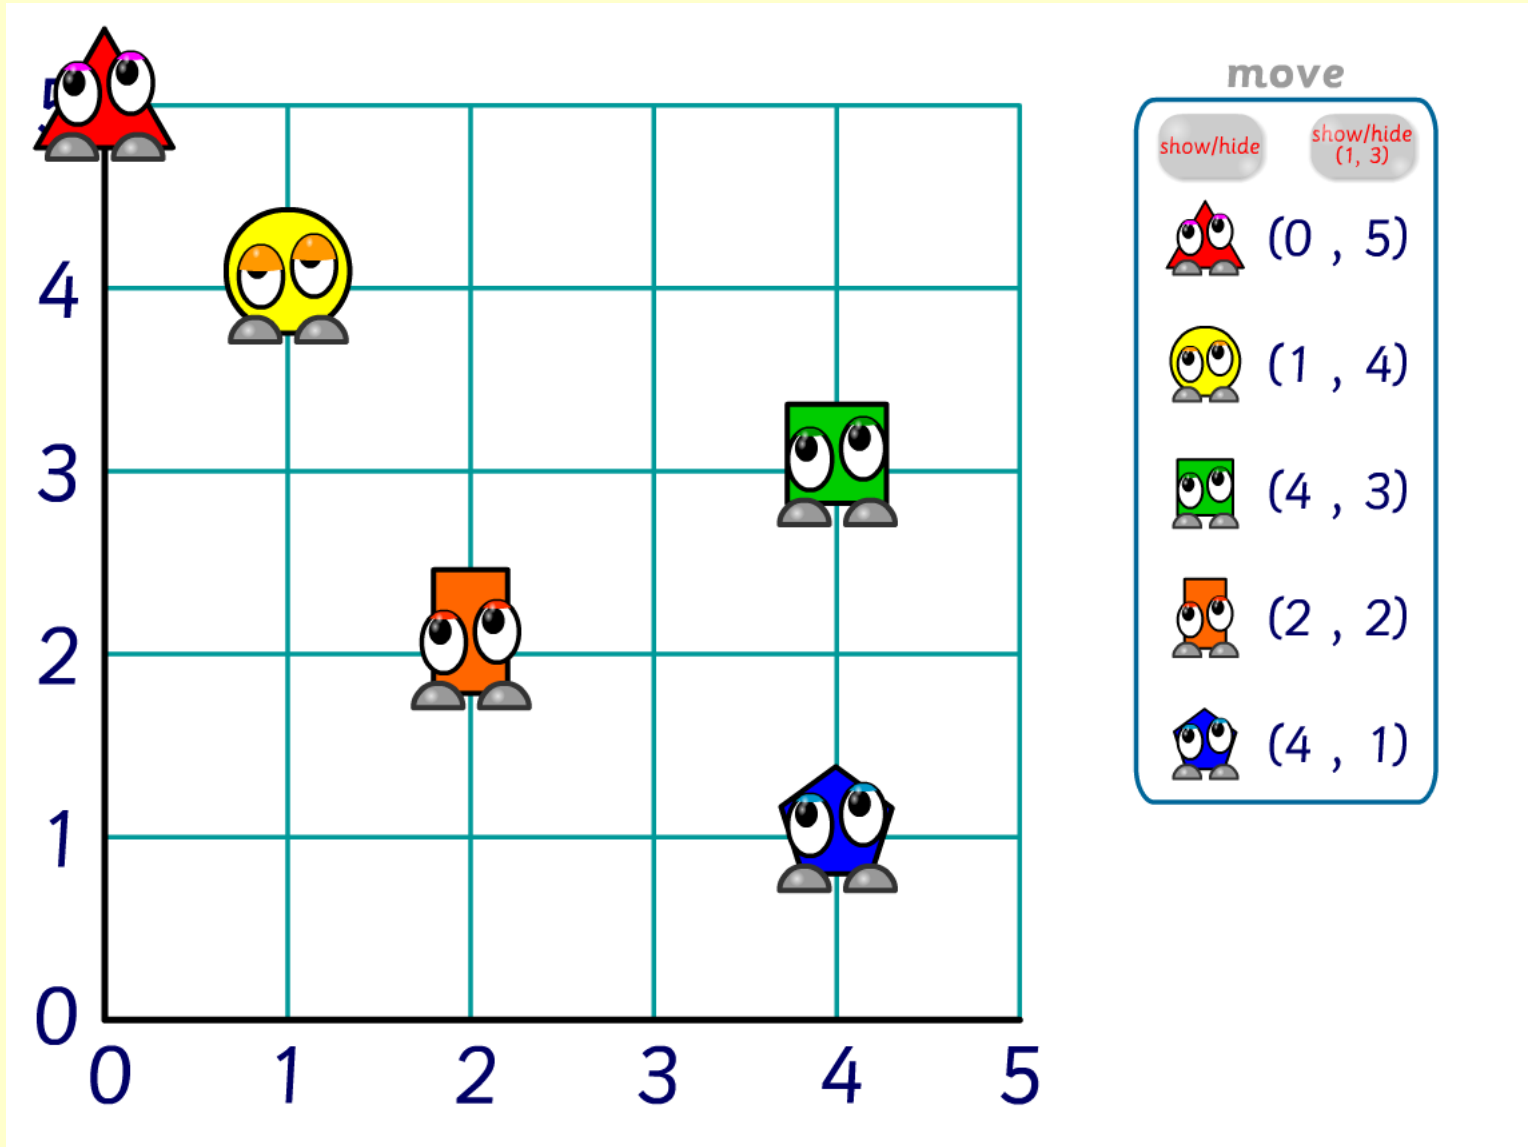 move
show/hide
show/hide
(1, 3)
(0 , 5)
(1 , 4)
(4 , 3)
(2 , 2)
(4 , 1)
5
4
3
2
1
0
0 1 2 3 4 5